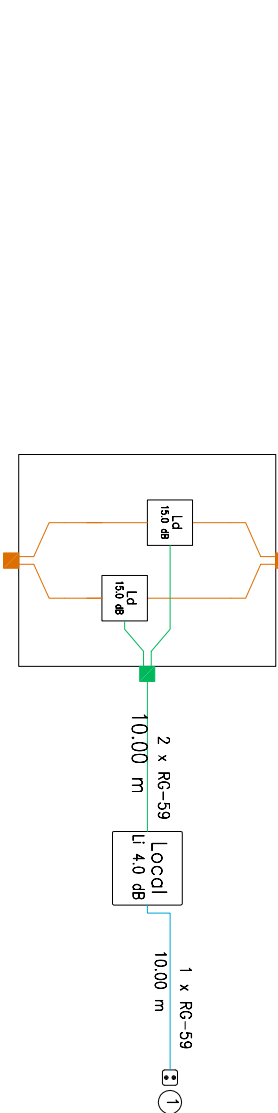 Ld
15.0 dB
Ld
15.0 dB
2 x RG-59
10.00 m
Local
Li 4.0 dB
1 x RG-59
10.00 m
1